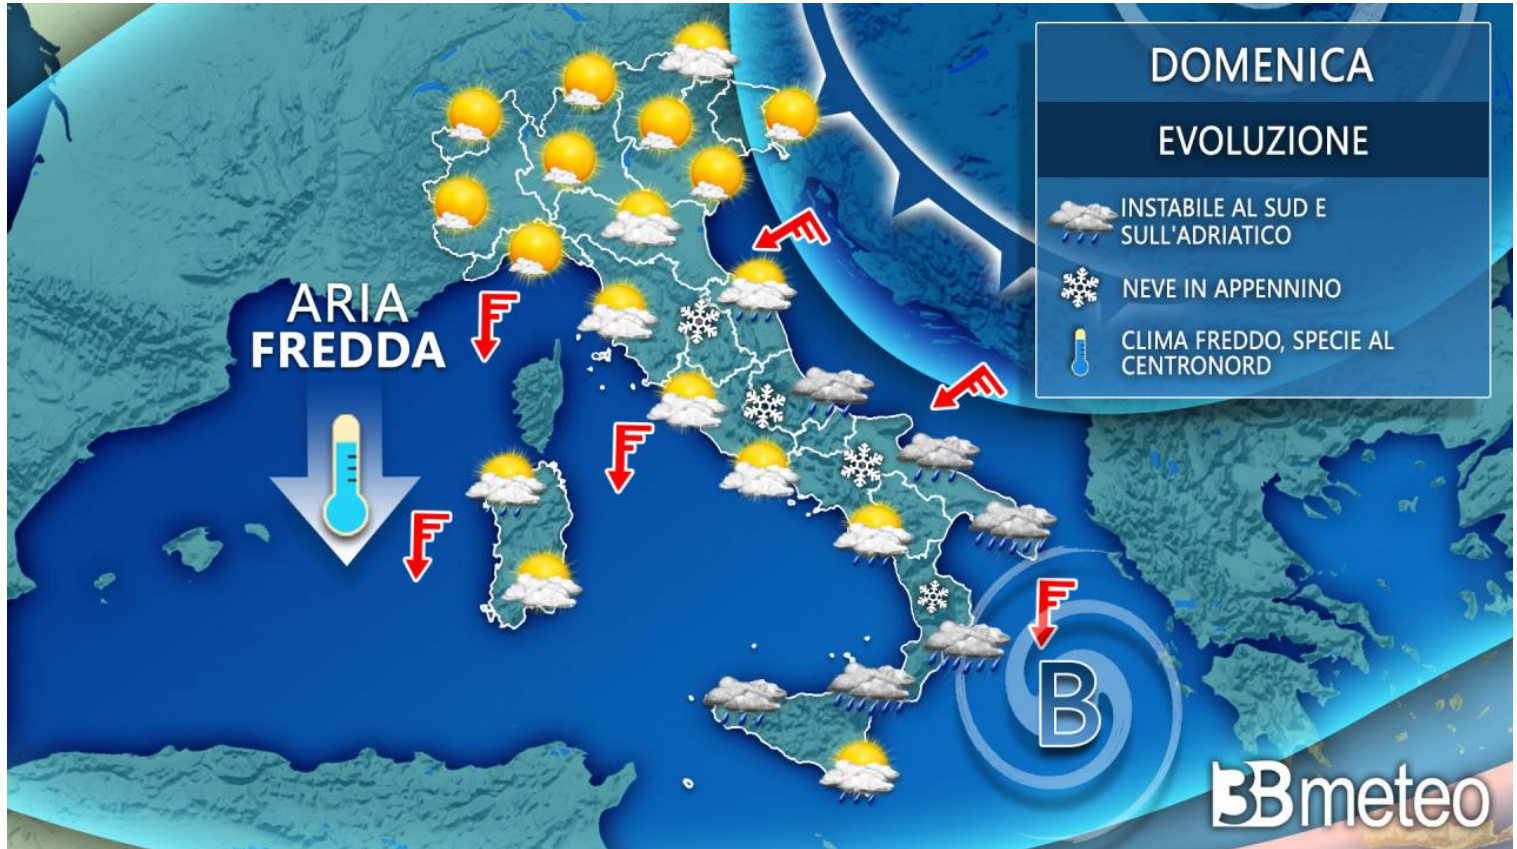 DOMENICA
EVOLUZIONE
INSTABILE AL SUD E
SULL'ADRIATICO
NEVE IN APPENNINO
CLIMA FREDDO, SPECIE AL
CENTRONORD
ARIA
FREDDA
B
3Bmeteo